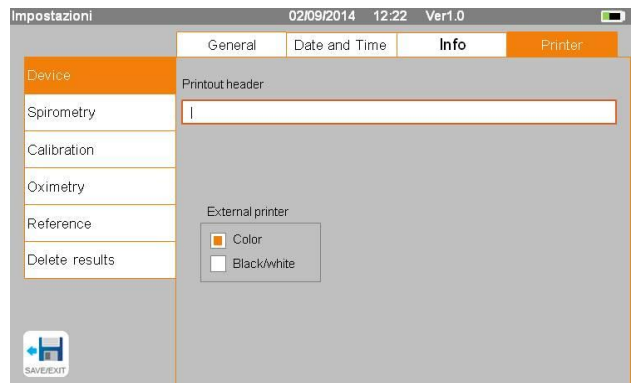 Impostazioni 02/09/2014 12:22 Ver1.0
General Date and Time Info Printer
Device
Spirometry
Calibration
Oximetry
Reference
Delete results
Printout header
External printer
Color
Black/white
SAVE/EXIT